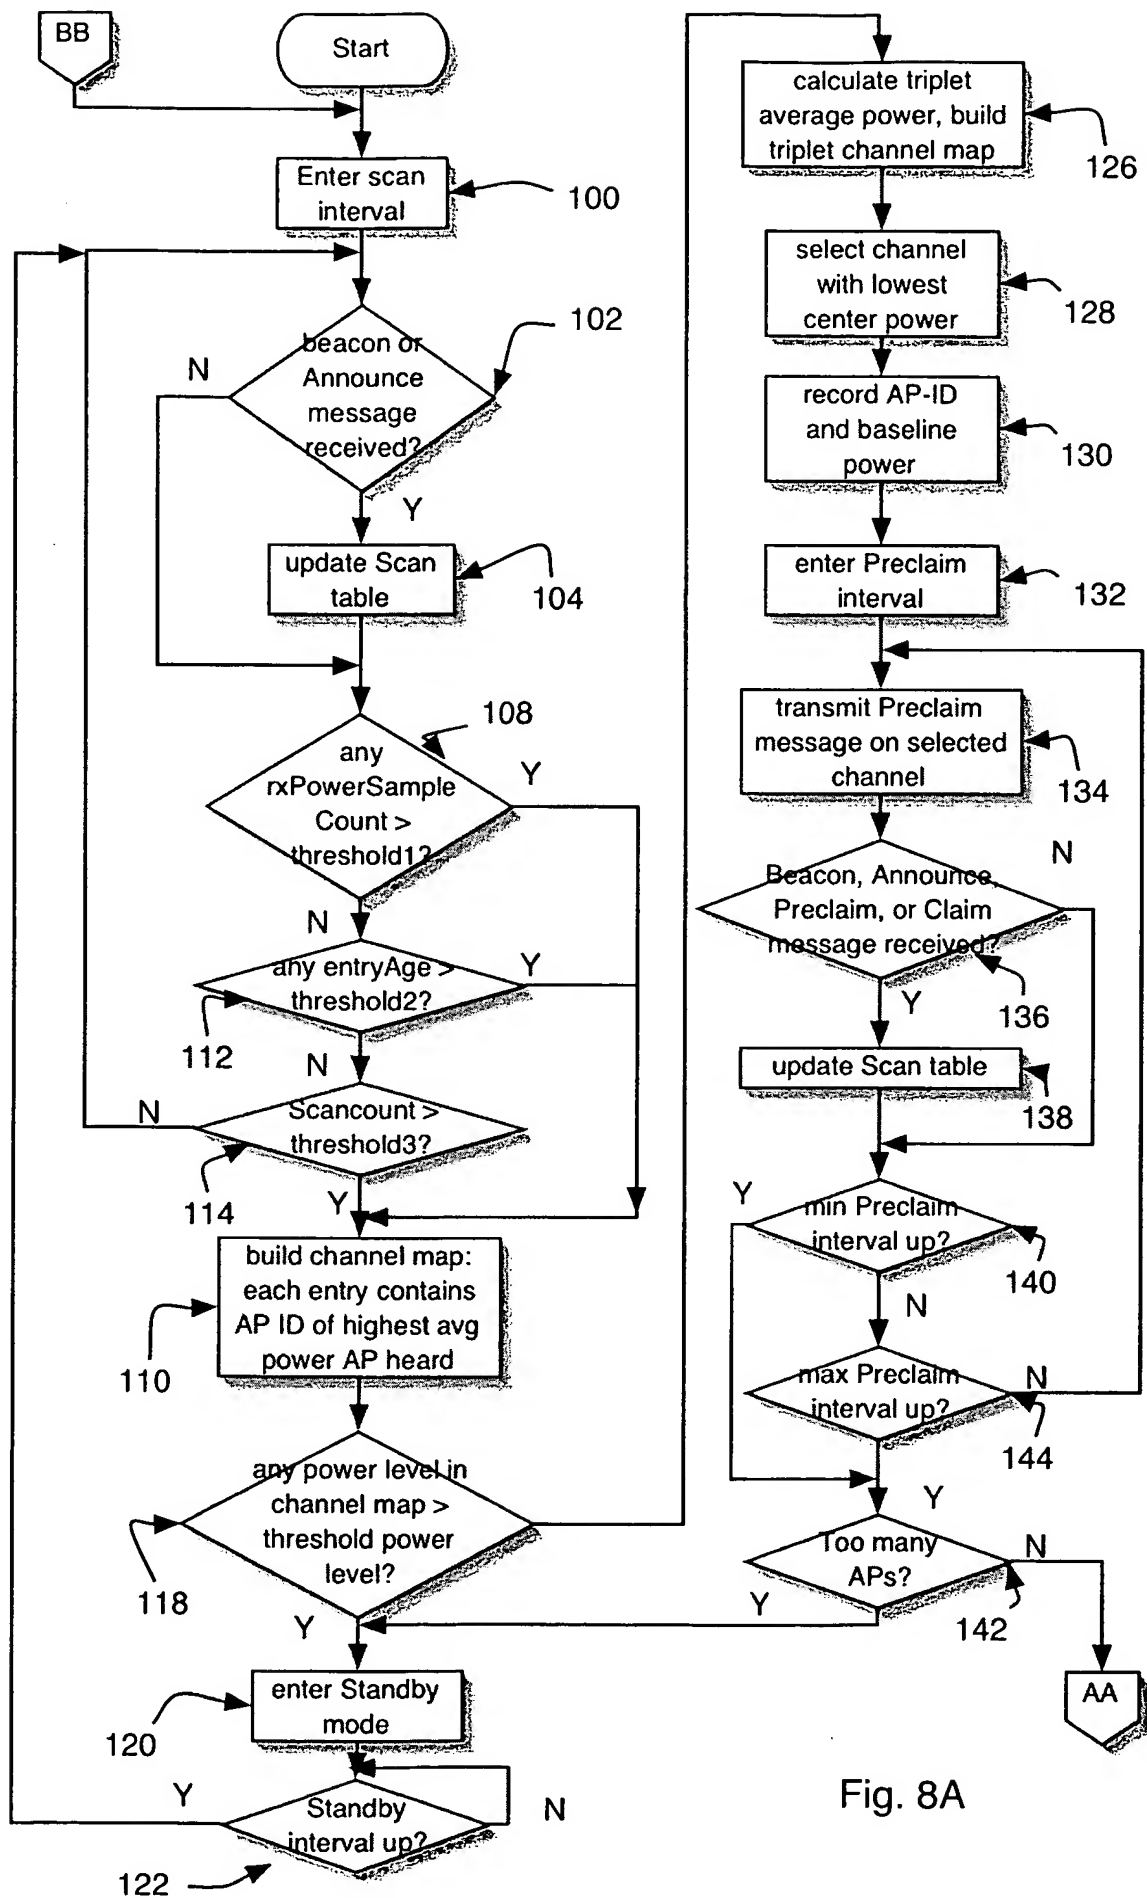 BB
Start
Enter scan
interval
100
beacon or
Announce
message
received?
102
N
Y
update Scan
table
104
any
rxPowerSample
Count >
threshold1?
108
Y
N
any entryAge >
threshold2?
Y
112
N
Scancount >
threshold3?
N
114
Y
build channel map:
each entry contains
AP ID of highest avg
power AP heard
110
any power level in
channel map >
threshold power
level?
118
Y
enter Standby
mode
120
Y
Standby
interval up?
N
122
calculate triplet
average power, build
triplet channel map
126
select channel
with lowest
center power
128
record AP-ID
and baseline
power
130
enter Preclaim
interval
132
transmit Preclaim
message on selected
channel
134
N
Beacon, Announce,
Preclaim, or Claim
message received?
136
Y
update Scan table
138
Y
min Preclaim
interval up?
140
N
max Preclaim
interval up?
N
144
Y
Too many
APs?
N
Y
142
AA
Fig. 8A